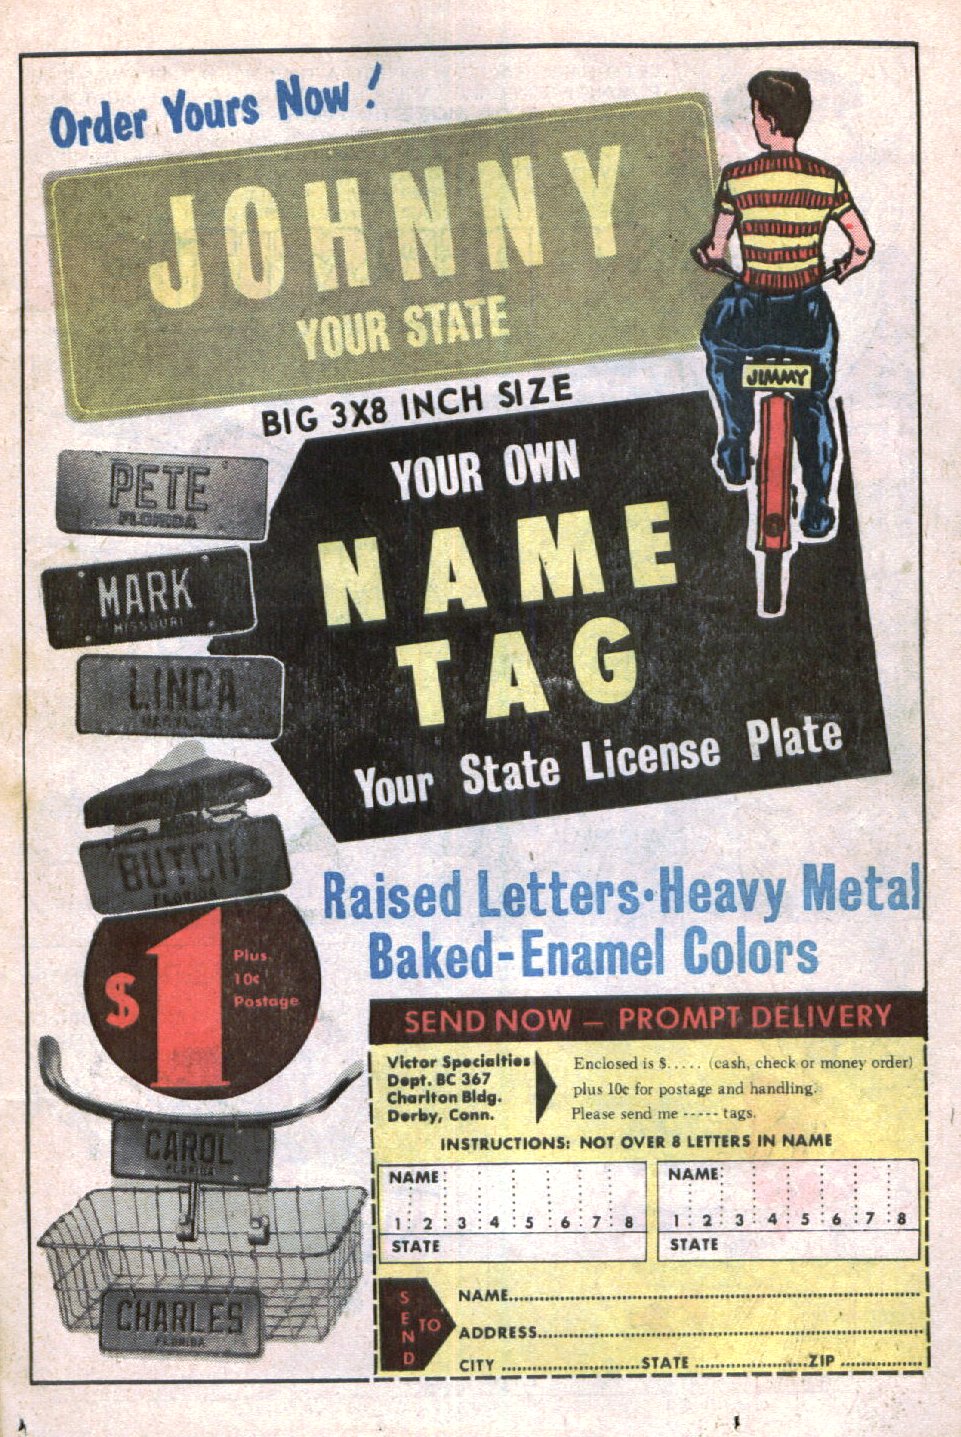 Order Yours Now!
JOHNNY
YOUR STATE
BIG 3X8 INCH SIZE
JIMMY
YOUR OWN
NAME
TAG
Your State License Plate
PETE
FLORIDA
MARK
MISSOURI
LINDA
MARYLAND
BUTCH
FLORIDA
$1
Plus
10¢
Postage
Raised Letters·Heavy Metal
Baked-Enamel Colors
CAROL
FLORIDA
CHARLES
FLORIDA
SEND NOW — PROMPT DELIVERY
Victor Specialties
Dept. BC 367
Charlton Bldg.
Derby, Conn.
Enclosed is $..... (cash, check or money order)
plus 10¢ for postage and handling.
Please send me ----- tags.
INSTRUCTIONS: NOT OVER 8 LETTERS IN NAME
NAME
1 2 3 4 5 6 7 8
STATE
NAME
1 2 3 4 5 6 7 8
STATE
SEND TO
NAME
ADDRESS
CITY STATE ZIP